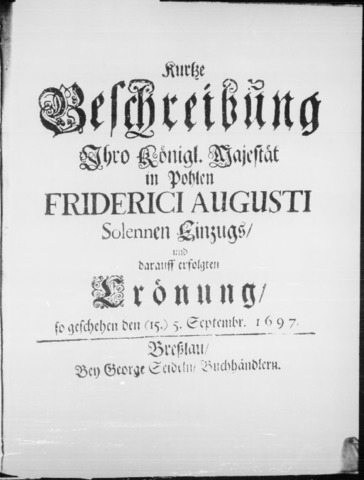 Kurtze
Beschreibung
Ihro Königl. Majestät
in Pohlen
FRIDERICI AUGUSTI
Solennen Einzugs/
und
darauff erfolgten
Crönung/
so geschehen den (15.) 5. Septembr. 1697.
Breßlau/
Bey George Seideln/ Buchhändlern.